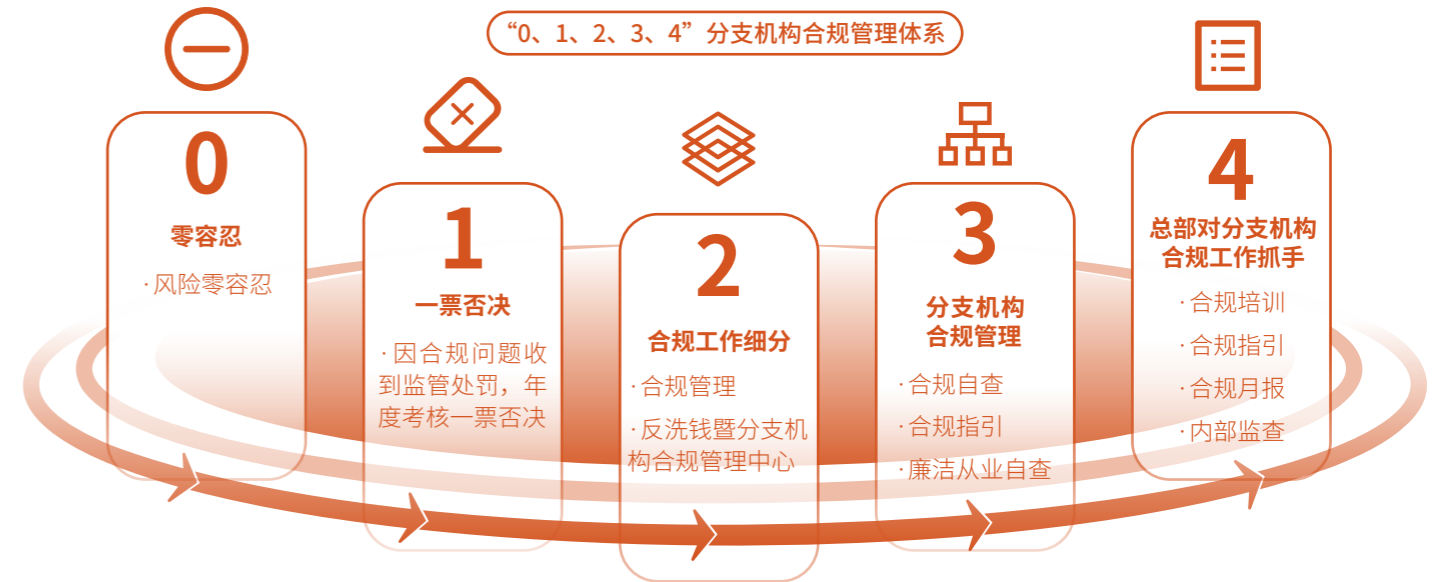 “0、1、2、3、4”分支机构合规管理体系
0
零容忍
·风险零容忍
1
一票否决
·因合规问题收
到监管处罚，年
度考核一票否决
2
合规工作细分
·合规管理
·反洗钱暨分支机
构合规管理中心
3
分支机构
合规管理
·合规自查
·合规指引
·廉洁从业自查
4
总部对分支机构
合规工作抓手
·合规培训
·合规指引
·合规月报
·内部监查